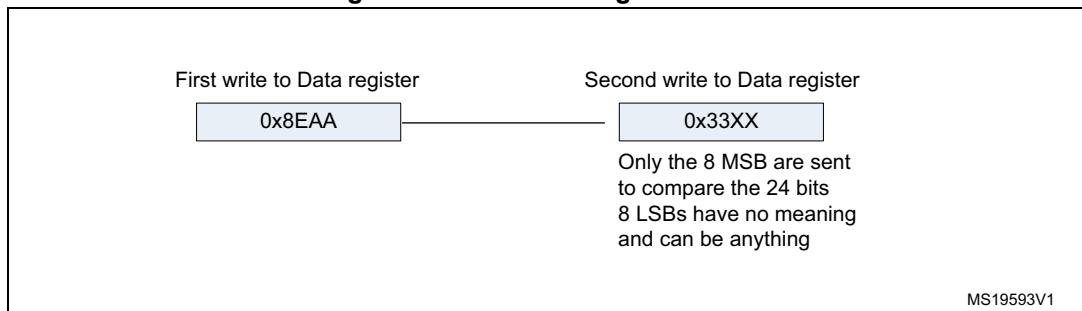 First write to Data register
Second write to Data register
0x8EAA
0x33XX
Only the 8 MSB are sent
to compare the 24 bits
8 LSBs have no meaning
and can be anything
MS19593V1